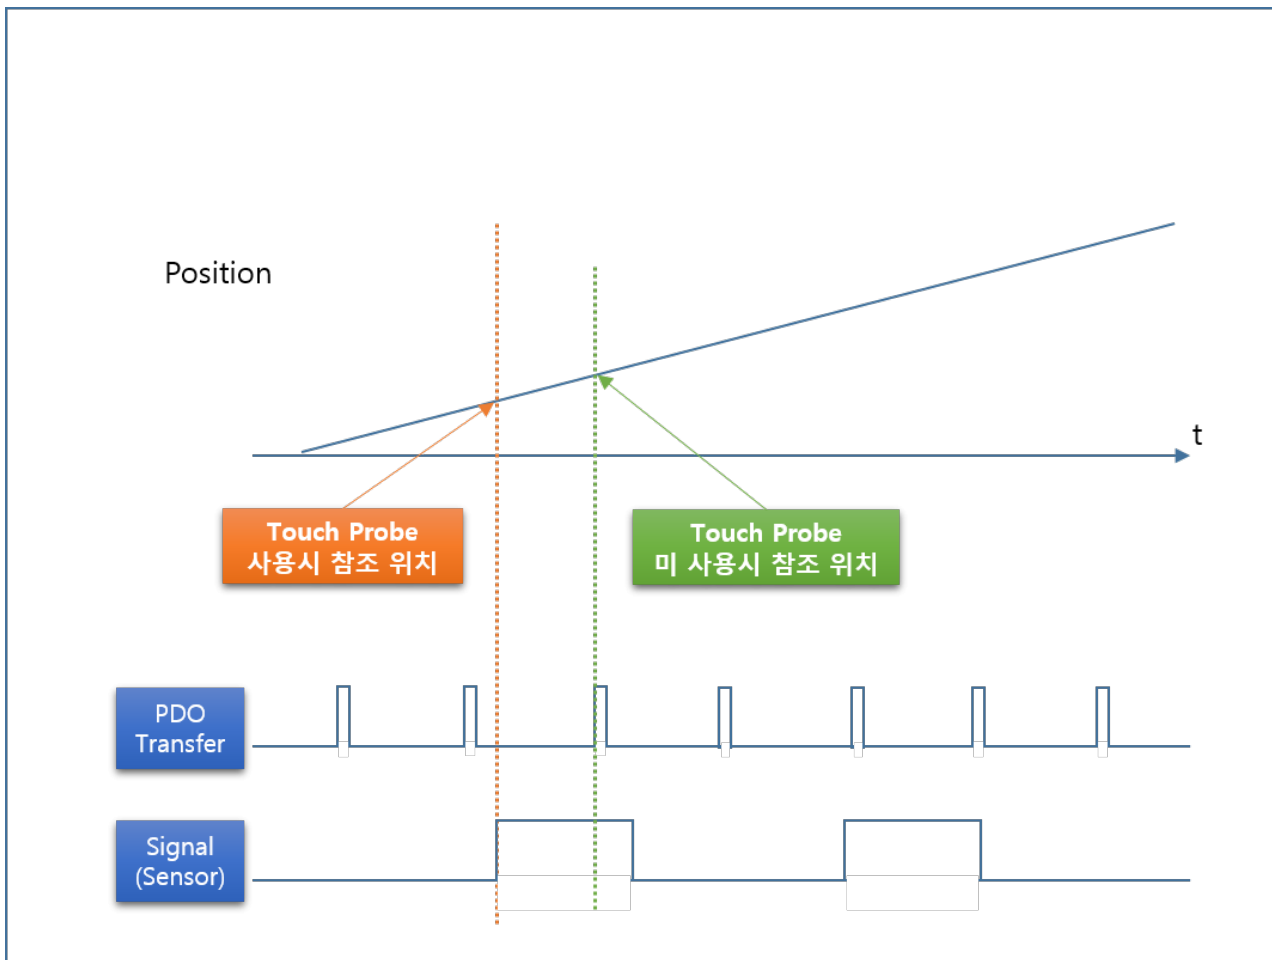 Position
t
Touch Probe
사용시 참조 위치
Touch Probe
미 사용시 참조 위치
PDO
Transfer
Signal
(Sensor)